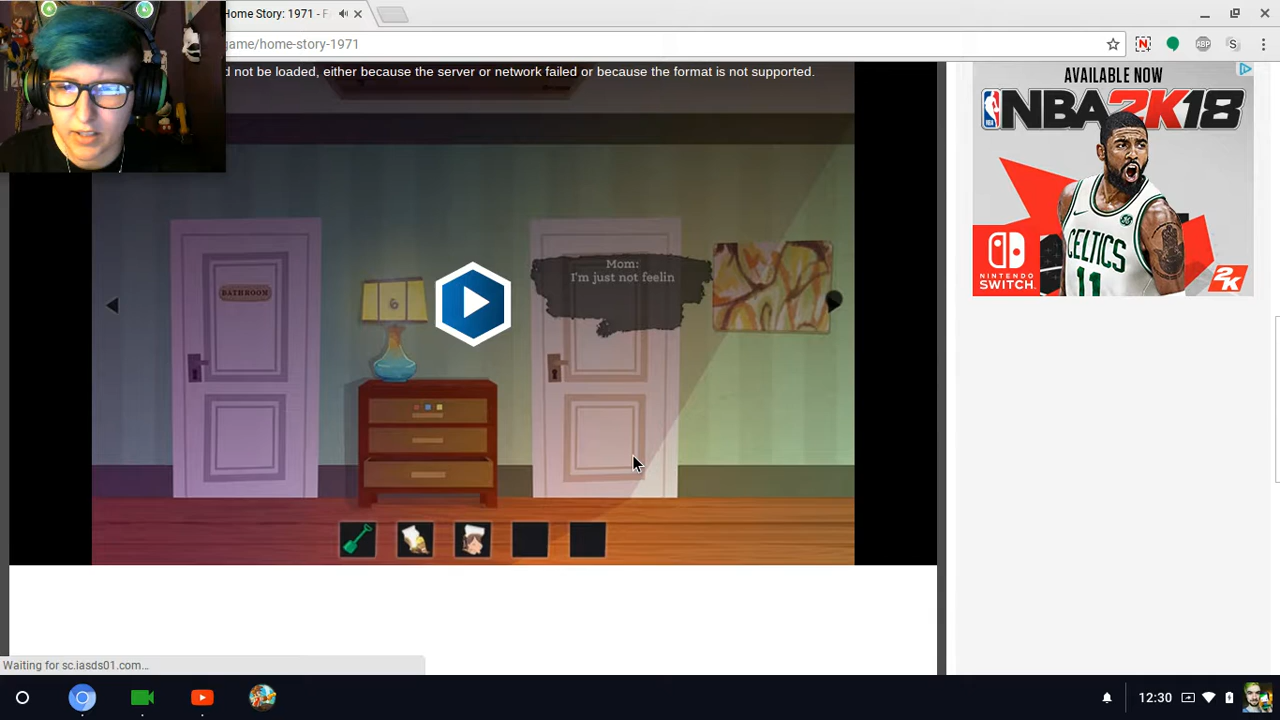 Home Story: 1971 - F
game/home-story-1971
N
ABP
S
d not be loaded, either because the server or network failed or because the format is not supported.
AVAILABLE NOW
NBA2K18
CELTICS
11
NINTENDO
SWITCH
2K
BATHROOM
6
Mom:
I'm just not feelin
Waiting for sc.iasds01.com...
12:30